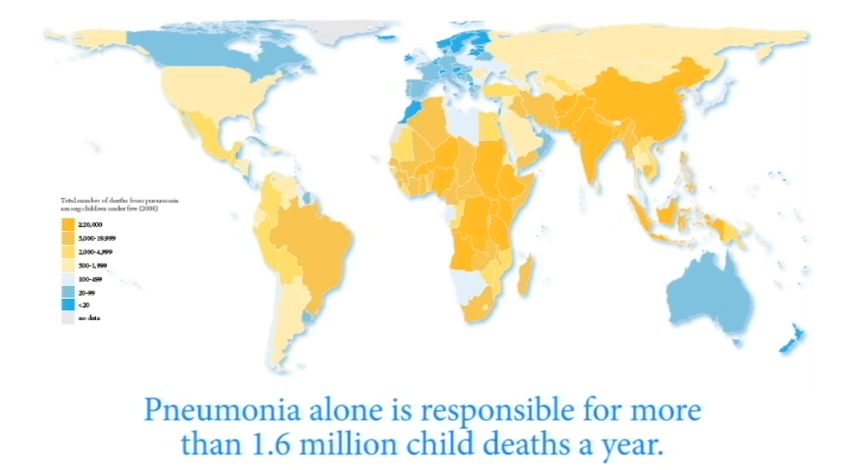 Total number of deaths from pneumonia
among children under five (2008)
≥20,000
5,000-19,999
2,000-4,999
500-1,999
100-499
20-99
<20
no data
Pneumonia alone is responsible for more
than 1.6 million child deaths a year.